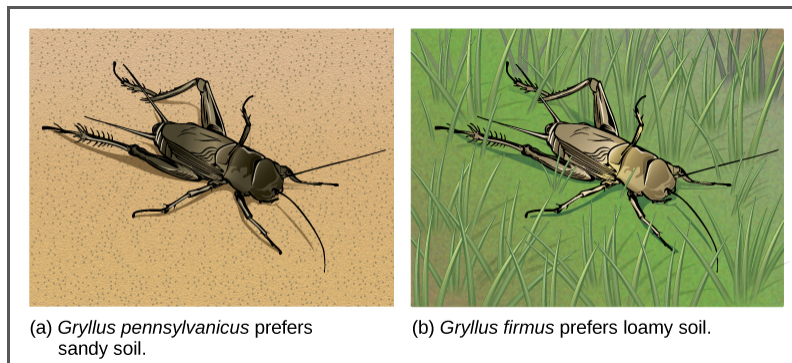 (a) Gryllus pennsylvanicus prefers
sandy soil.
(b) Gryllus firmus prefers loamy soil.